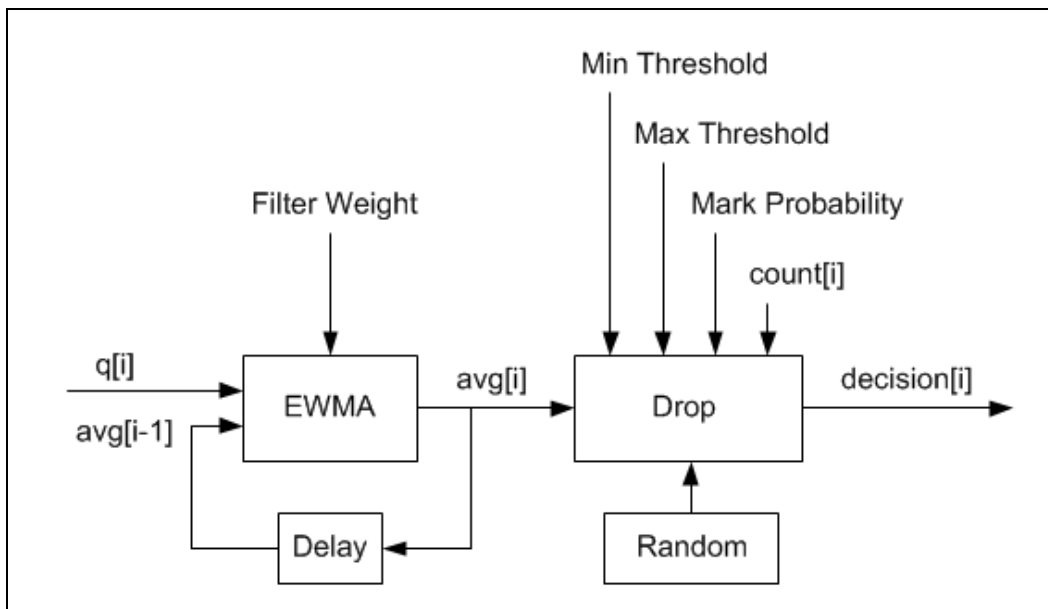 Min Threshold
Max Threshold
Filter Weight
Mark Probability
count[i]
q[i]
avg[i]
decision[i]
EWMA
Drop
avg[i-1]
Delay
Random